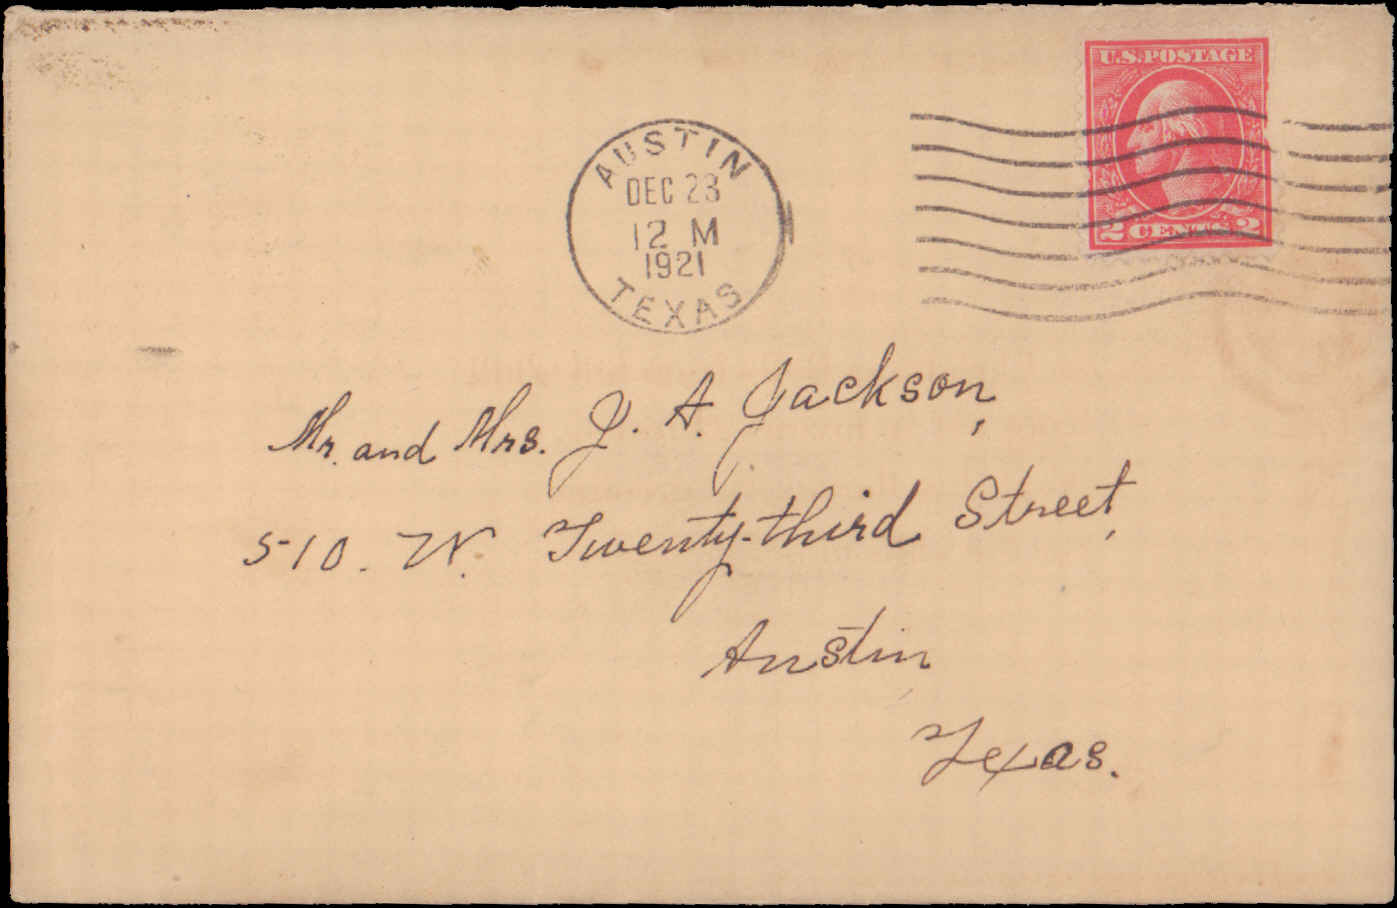 U.S. POSTAGE
2 CENTS 2
AUSTIN
DEC 23
12 M
1921
TEXAS
Mr. and Mrs. J. A. Jackson,
510. W. Twenty-third Street,
Austin
Texas.